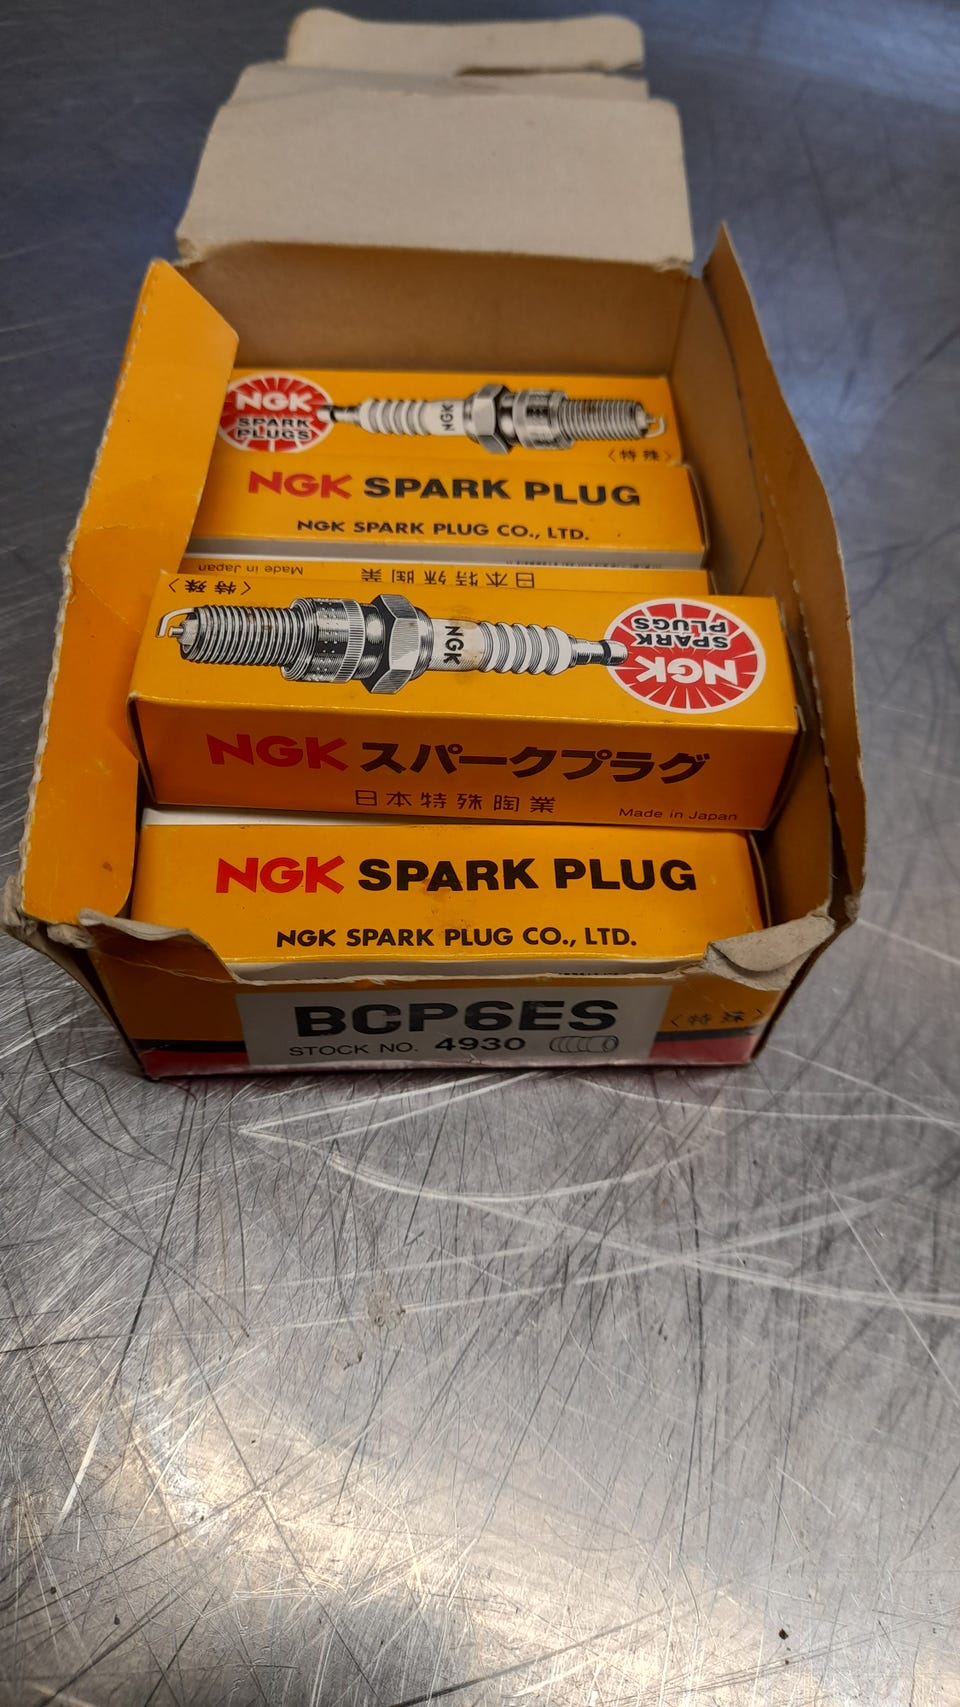 NGK
SPARK
PLUGS
NGK
〈特殊〉
NGK SPARK PLUG
NGK SPARK PLUG CO., LTD.
日本特殊陶業
Made in Japan
〈特殊〉
NGK
NGK
SPARK
PLUGS
NGK スパークプラグ
日本特殊陶業
Made in Japan
NGK SPARK PLUG
NGK SPARK PLUG CO., LTD.
BCP6ES
〈特殊〉
STOCK NO. 4930